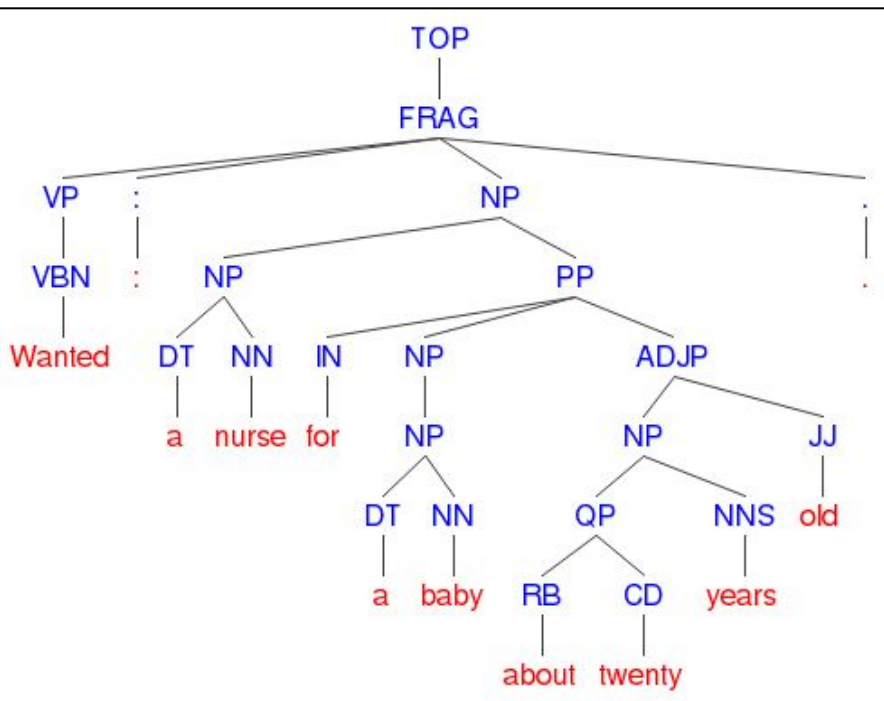 TOP
FRAG
VP : NP .
VBN : NP PP .
Wanted DT NN IN NP ADJP
a nurse for NP NP JJ
DT NN QP NNS old
a baby RB CD years
about twenty